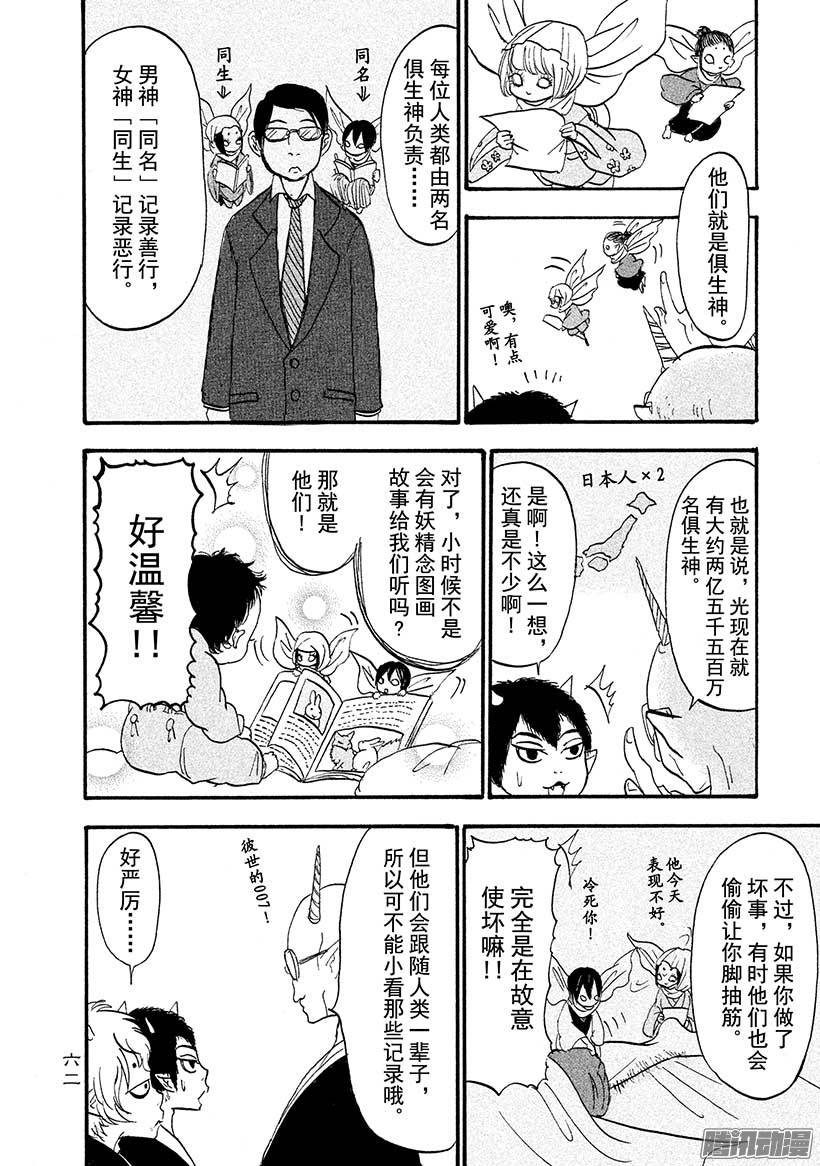 他们就是俱生神。
噢，有点
可爱啊！
每位人类都由两名
俱生神负责……
同名⇒
同生⇒
男神「同名」记录善行，
女神「同生」记录恶行。
也就是说，光现在就
有大约两亿五千五百万
名俱生神。
日本人×2
是啊！这么一想，
还真是不少啊！
对了，小时候不是
会有妖精念图画
故事给我们听吗？
那就是
他们！
好温馨!!
不过，如果你做了
坏事，有时他们也会
偷偷让你脚抽筋。
他今天
表现不好。
冷死你！
完全是在故意
使坏嘛!!
但他们会跟随人类一辈子，
所以可不能小看那些记录哦。
彼世的007！
好严厉……
六二
腾讯动漫